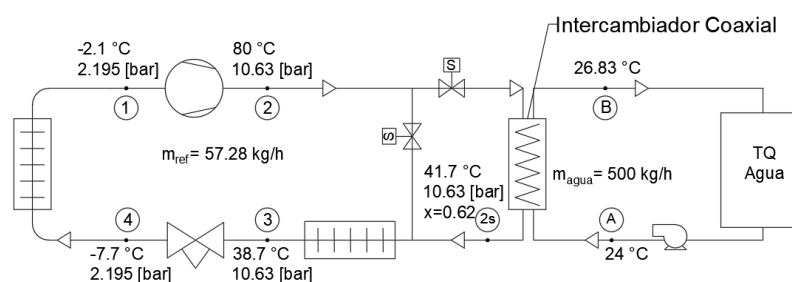 Intercambiador Coaxial
-2.1 °C
2.195 [bar]
80 °C
10.63 [bar]
S
26.83 °C
1
2
B
S
m_ref= 57.28 kg/h
41.7 °C
10.63 [bar]
x=0.62
m_agua= 500 kg/h
TQ
Agua
4
3
2s
A
-7.7 °C
2.195 [bar]
38.7 °C
10.63 [bar]
24 °C